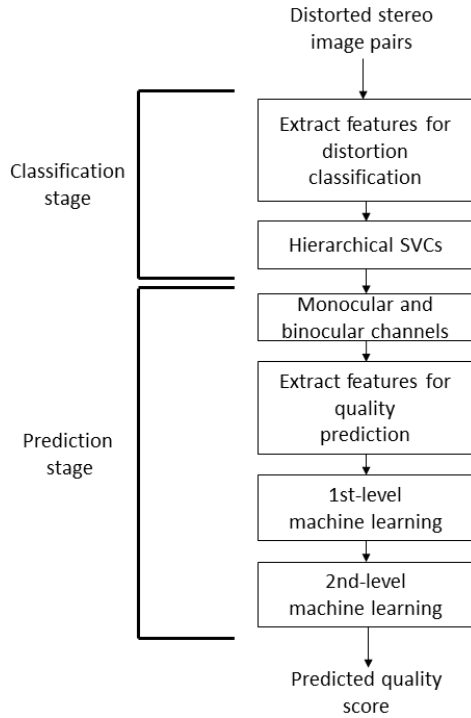 Distorted stereo
image pairs
Classification
stage
Extract features for
distortion
classification
Hierarchical SVCs
Prediction
stage
Monocular and
binocular channels
Extract features for
quality
prediction
1st-level
machine learning
2nd-level
machine learning
Predicted quality
score